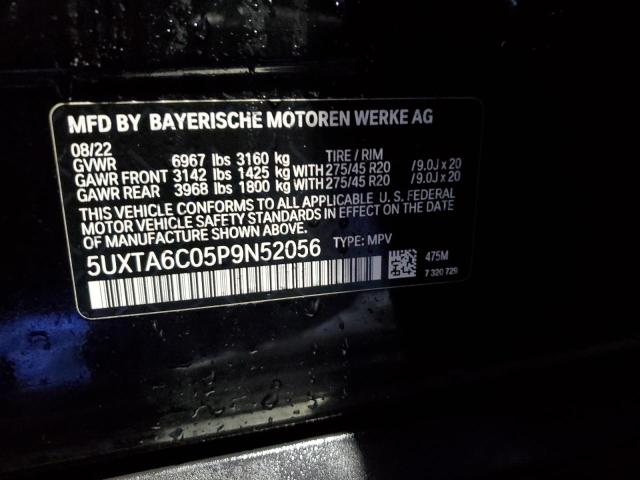 MFD BY BAYERISCHE MOTOREN WERKE AG
08/22
GVWR 6967 lbs 3160 kg TIRE / RIM
GAWR FRONT 3142 lbs 1425 kg WITH 275/45 R20 /9.0J x 20
GAWR REAR 3968 lbs 1800 kg WITH 275/45 R20 /9.0J x 20
THIS VEHICLE CONFORMS TO ALL APPLICABLE U.S. FEDERAL
MOTOR VEHICLE SAFETY STANDARDS IN EFFECT ON THE DATE
OF MANUFACTURE SHOWN ABOVE.
5UXTA6C05P9N52056 TYPE: MPV
475M
7 320 729